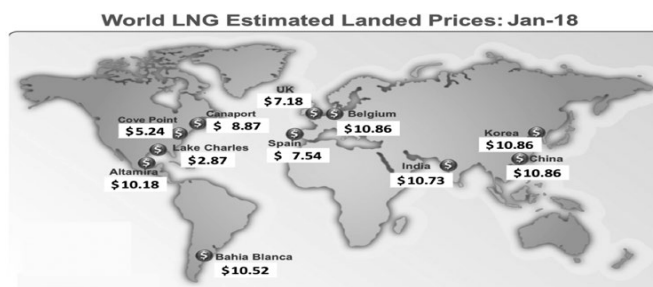 World LNG Estimated Landed Prices: Jan-18
UK
$7.18
Cove Point
$5.24
Canaport
$ 8.87
Belgium
$10.86
Lake Charles
$2.87
Spain
$ 7.54
Altamira
$10.18
India
$10.73
Korea
$10.86
China
$10.86
Bahia Blanca
$10.52